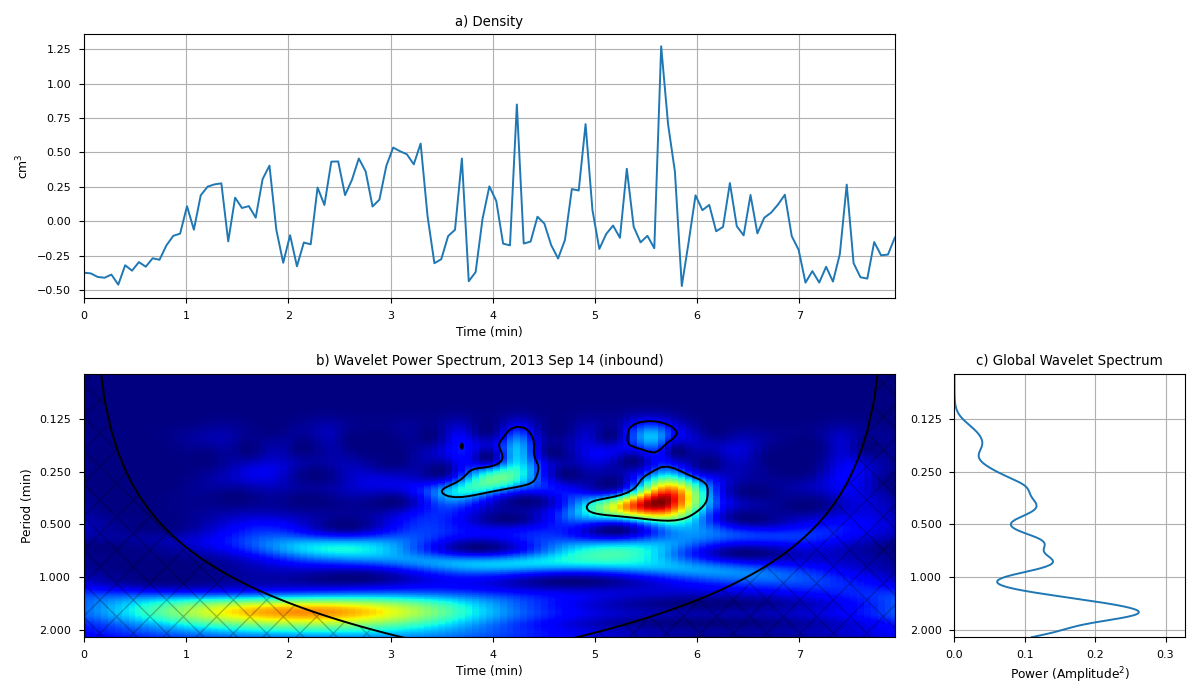 a) Density
1.25
1.00
0.75
0.50
0.25
0.00
−0.25
−0.50
cm³
0 1 2 3 4 5 6 7
Time (min)
b) Wavelet Power Spectrum, 2013 Sep 14 (inbound)
0.125
0.250
0.500
1.000
2.000
Period (min)
0 1 2 3 4 5 6 7
Time (min)
c) Global Wavelet Spectrum
0.125
0.250
0.500
1.000
2.000
0.0 0.1 0.2 0.3
Power (Amplitude²)